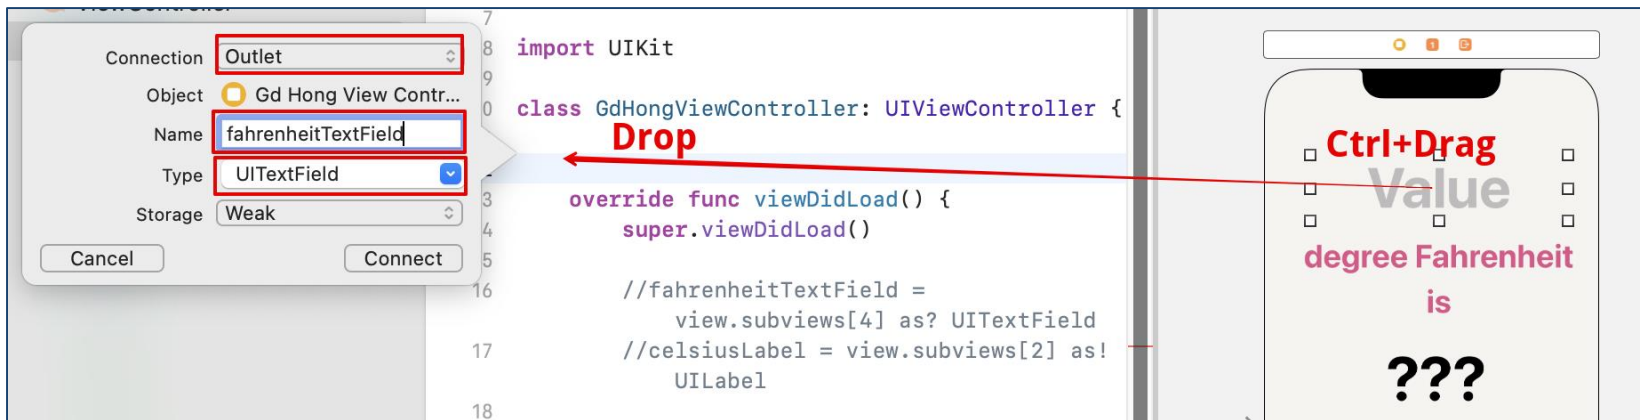 Connection Outlet
Object Gd Hong View Contr...
Name fahrenheitTextField
Type UITextField
Storage Weak
Cancel Connect
7
8 import UIKit
9
0 class GdHongViewController: UIViewController {
Drop
3 override func viewDidLoad() {
4 super.viewDidLoad()
5
16 //fahrenheitTextField =
view.subviews[4] as? UITextField
17 //celsiusLabel = view.subviews[2] as!
UILabel
18
1
Ctrl+Drag
Value
degree Fahrenheit
is
???